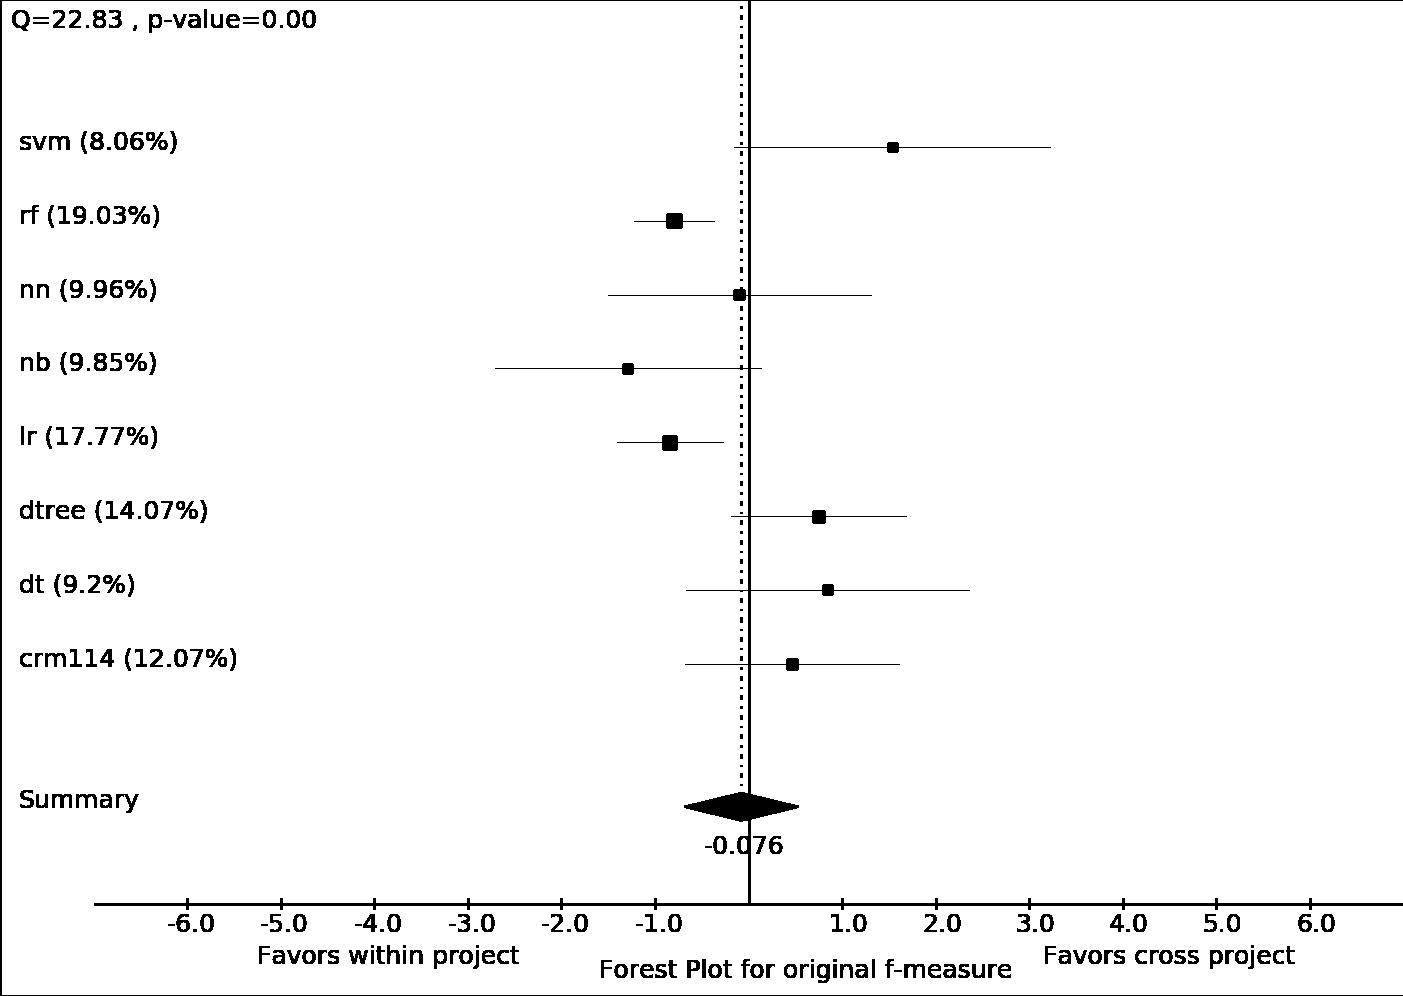 Q=22.83 , p-value=0.00
svm (8.06%)
rf (19.03%)
nn (9.96%)
nb (9.85%)
lr (17.77%)
dtree (14.07%)
dt (9.2%)
crm114 (12.07%)
Summary
-0.076
-6.0 -5.0 -4.0 -3.0 -2.0 -1.0 1.0 2.0 3.0 4.0 5.0 6.0
Favors within project Favors cross project
Forest Plot for original f-measure